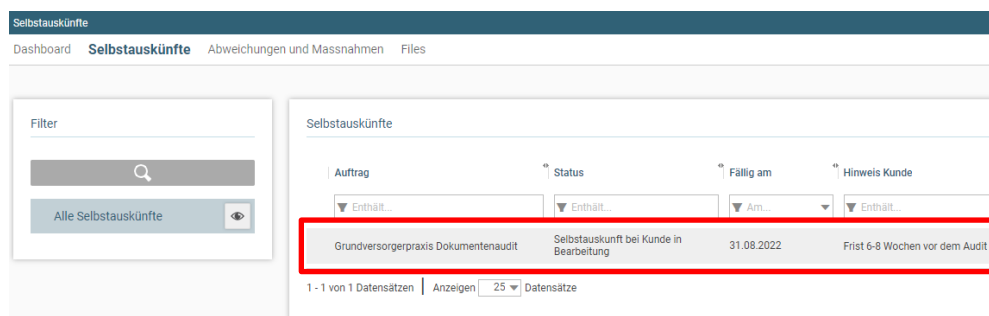 Selbstauskünfte
Dashboard Selbstauskünfte Abweichungen und Massnahmen Files
Filter
Alle Selbstauskünfte
Selbstauskünfte
Auftrag Status Fällig am Hinweis Kunde
Enthält... Enthält... Am... Enthält...
Grundversorgerpraxis Dokumentenaudit Selbstauskunft bei Kunde in Bearbeitung 31.08.2022 Frist 6-8 Wochen vor dem Audit
1 - 1 von 1 Datensätzen Anzeigen 25 Datensätze